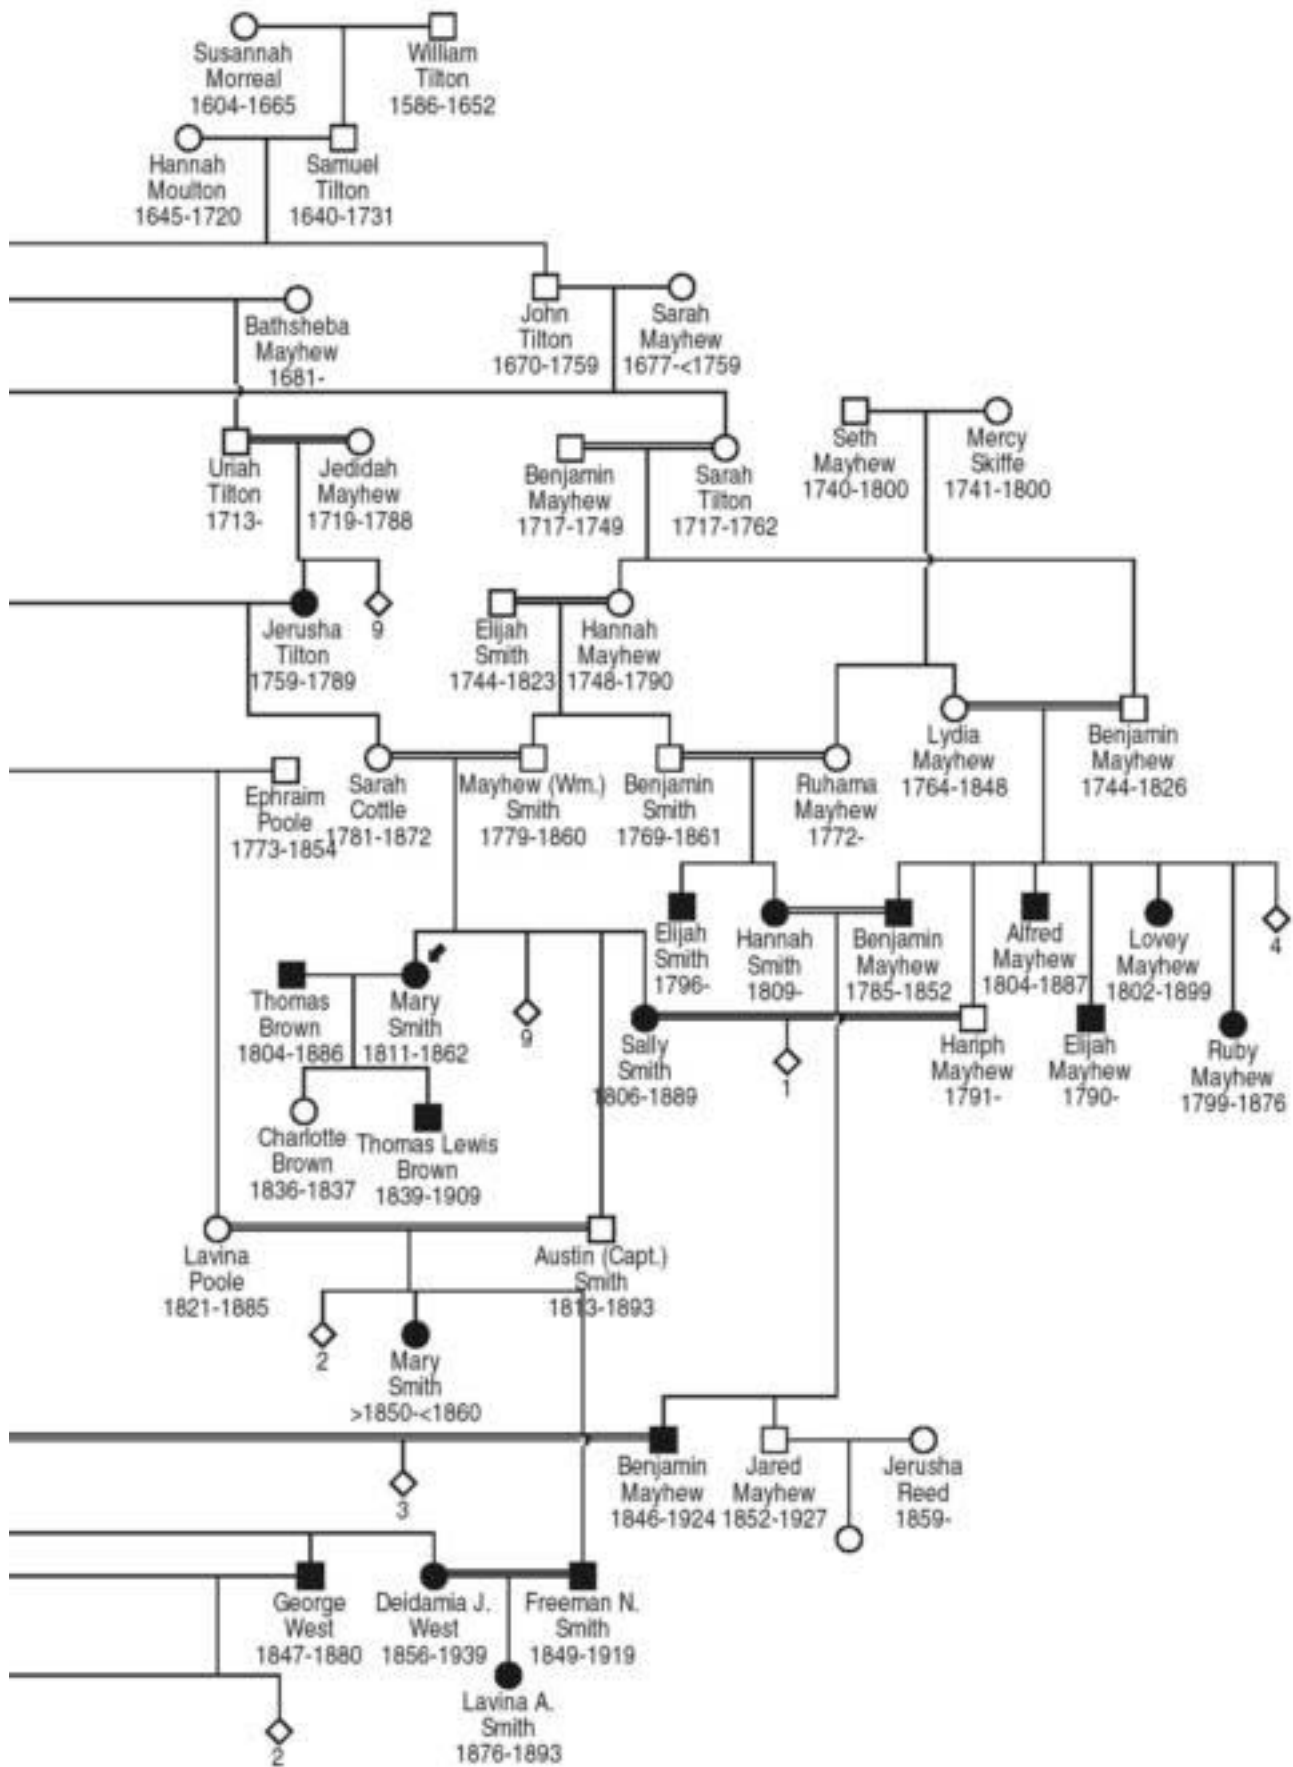 Susannah
Morreal
1604-1665
William
Tilton
1586-1652
Hannah
Moulton
1645-1720
Samuel
Tilton
1640-1731
Bathsheba
Mayhew
1681-
John
Tilton
1670-1759
Sarah
Mayhew
1677-<1759
Seth
Mayhew
1740-1800
Mercy
Skiffe
1741-1800
Uriah
Tilton
1713-
Jedidah
Mayhew
1719-1788
Benjamin
Mayhew
1717-1749
Sarah
Tilton
1717-1762
Jerusha
Tilton
1759-1789
9
Elijah
Smith
1744-1823
Hannah
Mayhew
1748-1790
Lydia
Mayhew
1764-1848
Benjamin
Mayhew
1744-1826
Ephraim
Poole
1773-1854
Sarah
Cottle
1781-1872
Mayhew (Wm.)
Smith
1779-1860
Benjamin
Smith
1769-1861
Ruhama
Mayhew
1772-
Elijah
Smith
1796-
Hannah
Smith
1809-
Benjamin
Mayhew
1785-1852
Alfred
Mayhew
1804-1887
Lovey
Mayhew
1802-1899
4
Thomas
Brown
1804-1886
Mary
Smith
1811-1862
9
Sally
Smith
1806-1889
1
Hariph
Mayhew
1791-
Elijah
Mayhew
1790-
Ruby
Mayhew
1799-1876
Charlotte
Brown
1836-1837
Thomas Lewis
Brown
1839-1909
Lavina
Poole
1821-1885
Austin (Capt.)
Smith
1813-1893
2
Mary
Smith
>1850-<1860
3
Benjamin
Mayhew
1846-1924
Jared
Mayhew
1852-1927
Jerusha
Reed
1859-
George
West
1847-1880
Deidamia J.
West
1856-1939
Freeman N.
Smith
1849-1919
Lavina A.
Smith
1876-1893
2